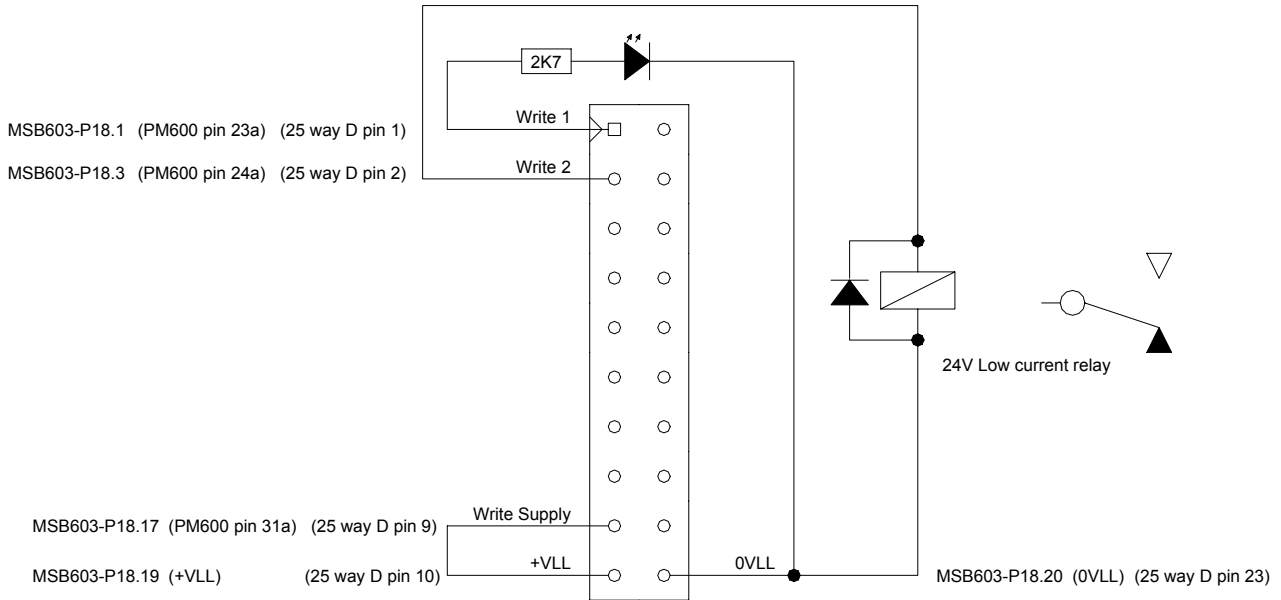 2K7
Write 1
MSB603-P18.1 (PM600 pin 23a) (25 way D pin 1)
Write 2
MSB603-P18.3 (PM600 pin 24a) (25 way D pin 2)
24V Low current relay
Write Supply
MSB603-P18.17 (PM600 pin 31a) (25 way D pin 9)
+VLL
0VLL
MSB603-P18.19 (+VLL) (25 way D pin 10)
MSB603-P18.20 (0VLL) (25 way D pin 23)